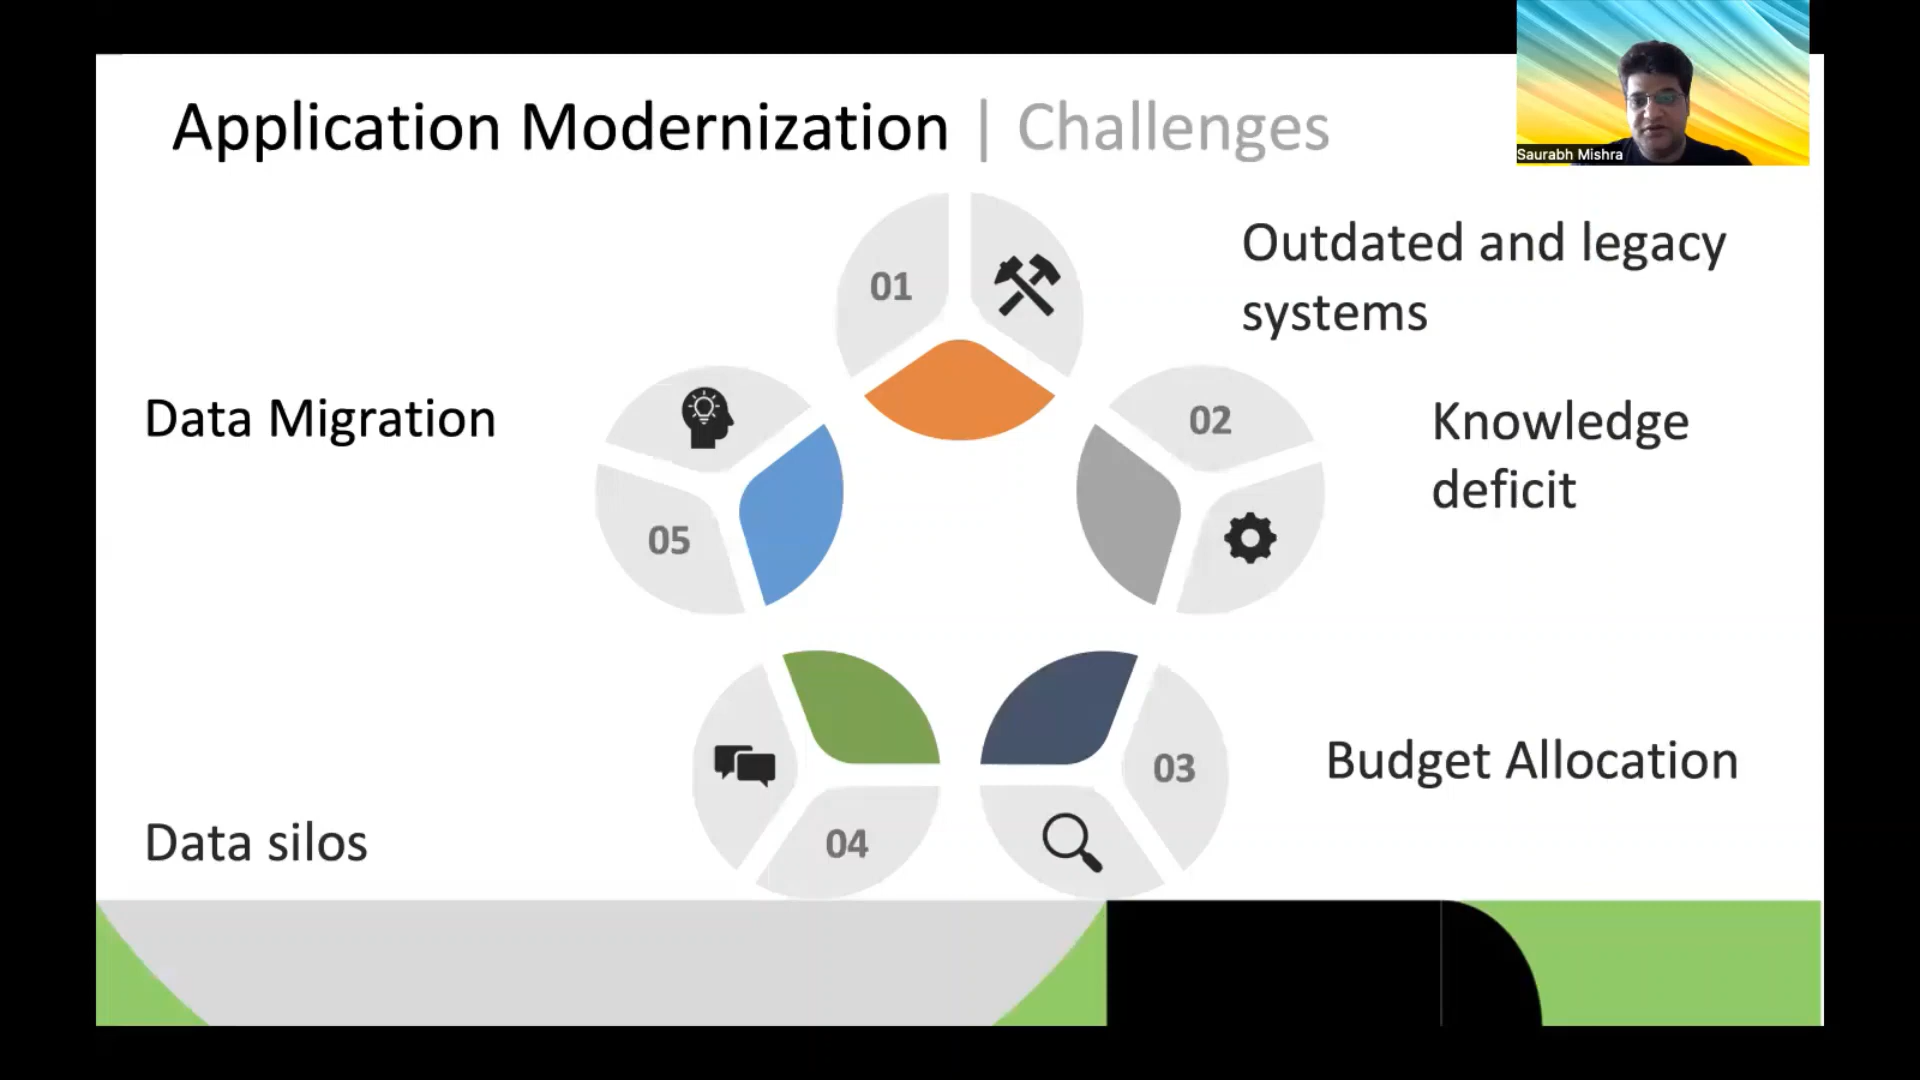 Application Modernization | Challenges
Saurabh Mishra
01
Outdated and legacy
systems
02
Knowledge
deficit
03
Budget Allocation
04
Data silos
05
Data Migration